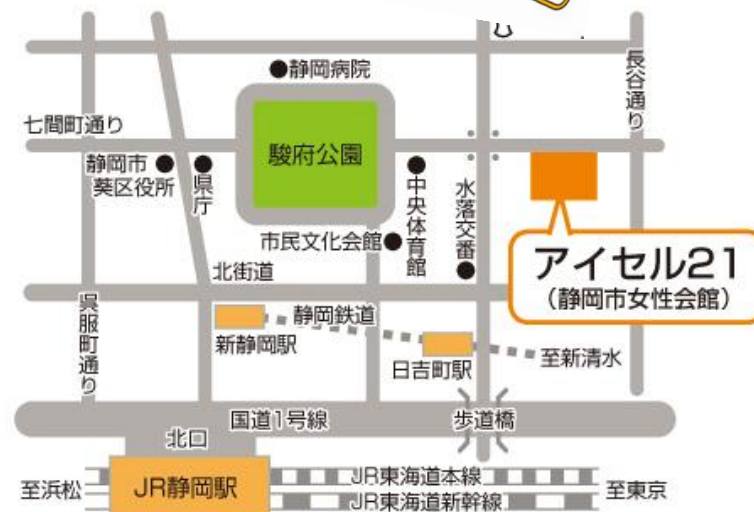 静岡病院
長谷通り
七間町通り
駿府公園
静岡市
葵区役所
県庁
中央体育館
水落交番
市民文化会館
アイセル21
(静岡市女性会館)
北街道
呉服町通り
静岡鉄道
新静岡駅
日吉町駅
至新清水
国道1号線
歩道橋
北口
JR静岡駅
至浜松
JR東海道本線
JR東海道新幹線
至東京